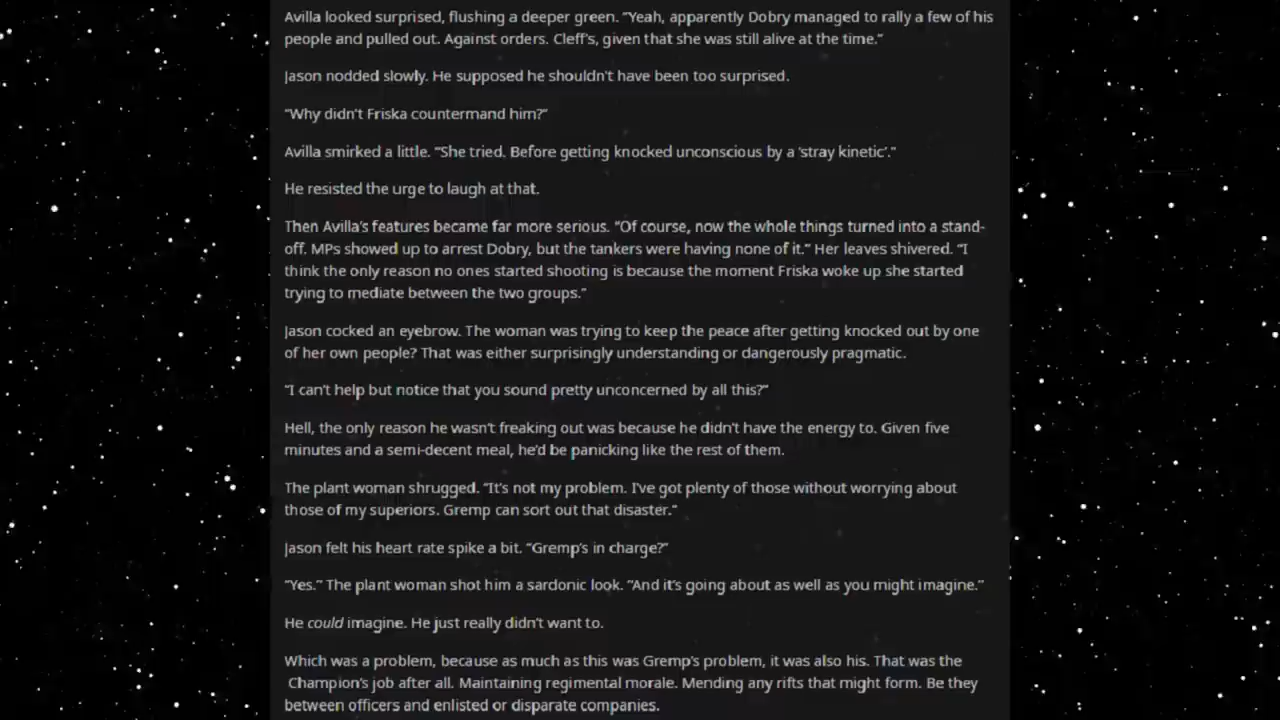 Avilla looked surprised, flushing a deeper green. “Yeah, apparently Dobry managed to rally a few of his
people and pulled out. Against orders. Cleff’s, given that she was still alive at the time.”
Jason nodded slowly. He supposed he shouldn’t have been too surprised.
“Why didn’t Friska countermand him?”
Avilla smirked a little. “She tried. Before getting knocked unconscious by a ‘stray kinetic’.”
He resisted the urge to laugh at that.
Then Avilla’s features became far more serious. “Of course, now the whole things turned into a stand-
off. MPs showed up to arrest Dobry, but the tankers were having none of it.” Her leaves shivered. “I
think the only reason no ones started shooting is because the moment Friska woke up she started
trying to mediate between the two groups.”
Jason cocked an eyebrow. The woman was trying to keep the peace after getting knocked out by one
of her own people? That was either surprisingly understanding or dangerously pragmatic.
“I can’t help but notice that you sound pretty unconcerned by all this?”
Hell, the only reason he wasn’t freaking out was because he didn’t have the energy to. Given five
minutes and a semi-decent meal, he’d be panicking like the rest of them.
The plant woman shrugged. “It’s not my problem. I’ve got plenty of those without worrying about
those of my superiors. Gremp can sort out that disaster.”
Jason felt his heart rate spike a bit. “Gremp’s in charge?”
“Yes.” The plant woman shot him a sardonic look. “And it’s going about as well as you might imagine.”
He could imagine. He just really didn’t want to.
Which was a problem, because as much as this was Gremp’s problem, it was also his. That was the
Champion’s job after all. Maintaining regimental morale. Mending any rifts that might form. Be they
between officers and enlisted or disparate companies.